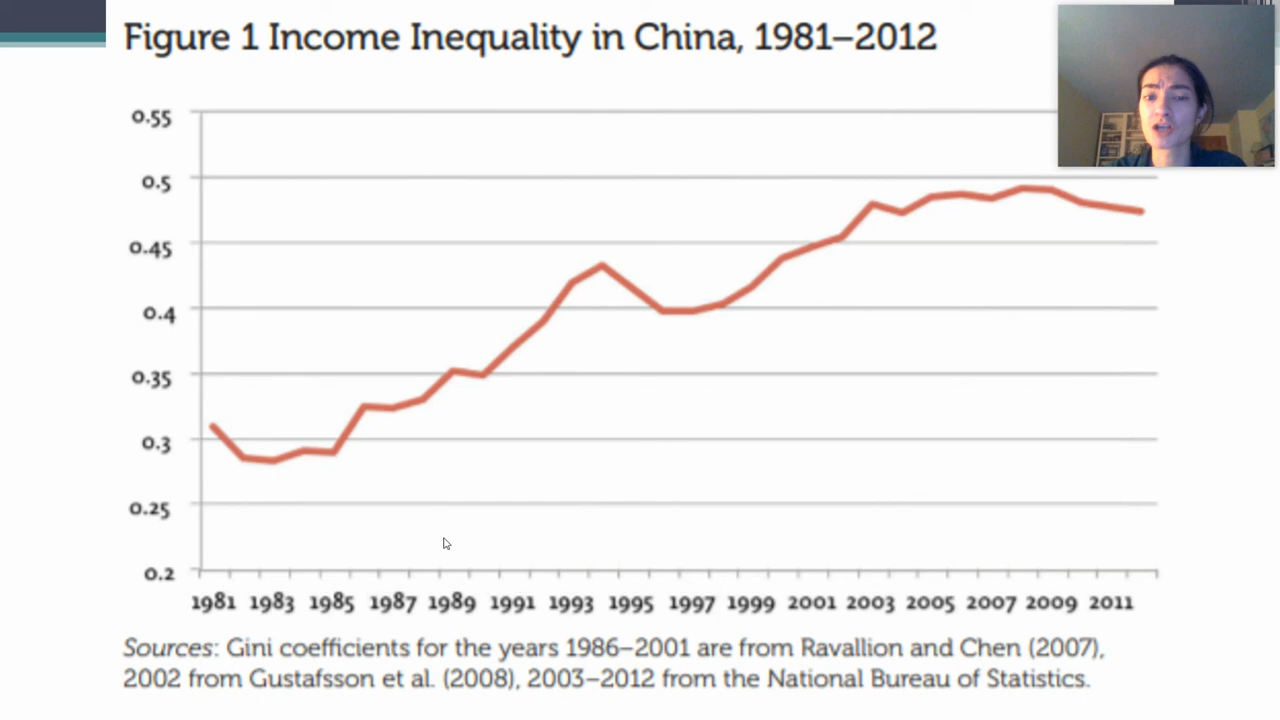 Figure 1 Income Inequality in China, 1981–2012
0.55
0.5
0.45
0.4
0.35
0.3
0.25
0.2
1981 1983 1985 1987 1989 1991 1993 1995 1997 1999 2001 2003 2005 2007 2009 2011
Sources: Gini coefficients for the years 1986–2001 are from Ravallion and Chen (2007),
2002 from Gustafsson et al. (2008), 2003–2012 from the National Bureau of Statistics.